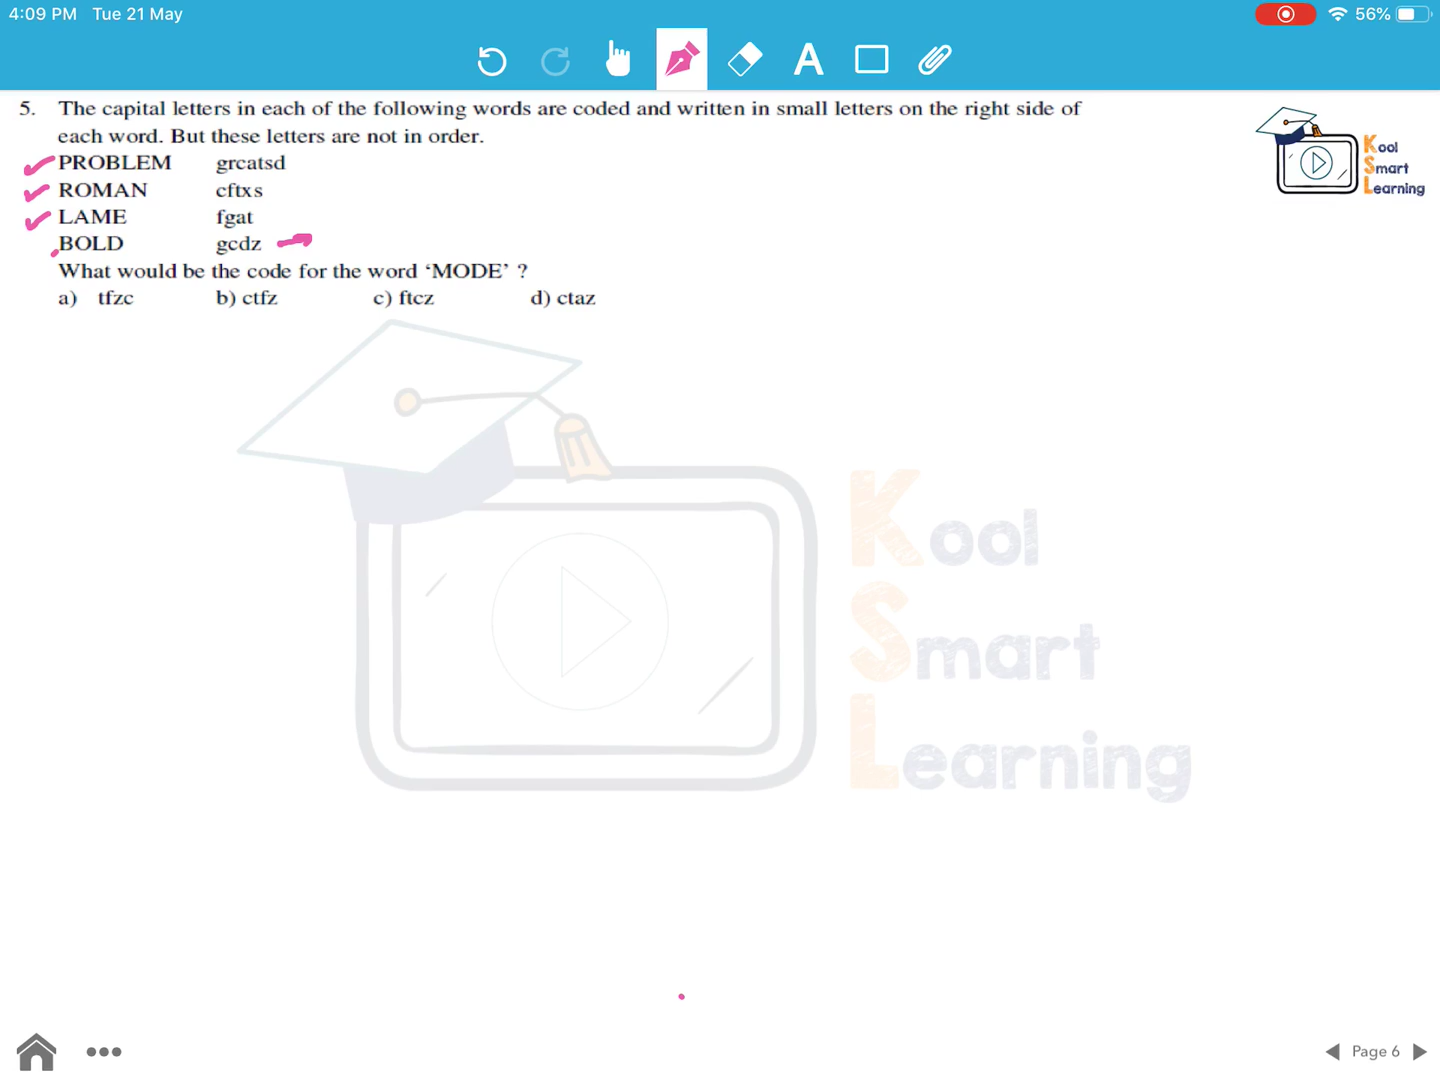 4:09 PM Tue 21 May 56%
A
5. The capital letters in each of the following words are coded and written in small letters on the right side of
each word. But these letters are not in order.
PROBLEM grcatsd
ROMAN cftxs
LAME fgat
BOLD gcdz
What would be the code for the word ‘MODE’ ?
a) tfzc b) ctfz c) ftcz d) ctaz
Kool
Smart
Learning
Kool
Smart
Learning
Page 6